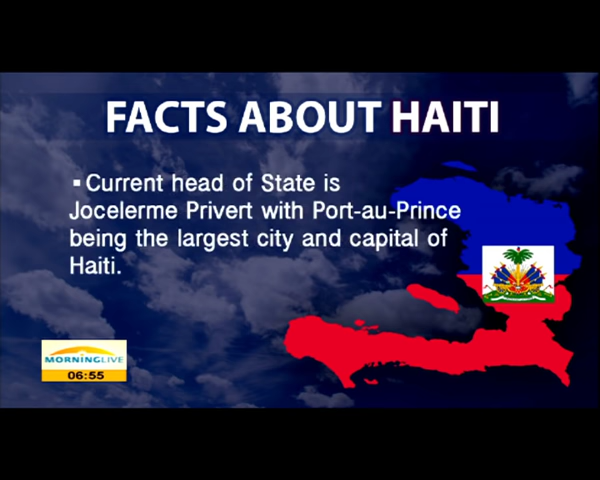 FACTS ABOUT HAITI
▪ Current head of State is
Jocelerme Privert with Port-au-Prince
being the largest city and capital of
Haiti.
MORNINGLIVE
06:55